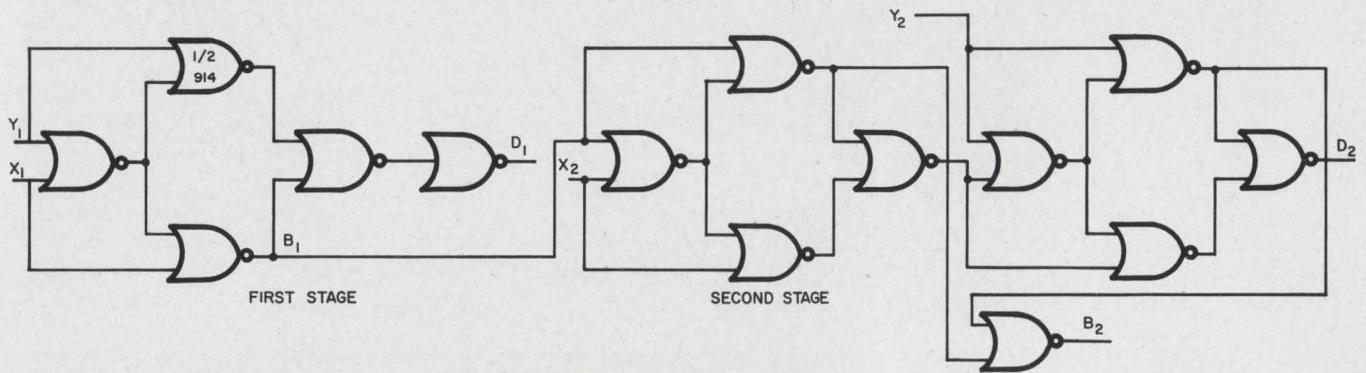 Y₂
1/2
914
Y₁
X₁
D₁
X₂
D₂
B₁
FIRST STAGE
SECOND STAGE
B₂